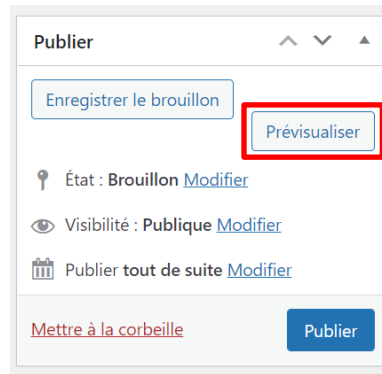 Publier
Enregistrer le brouillon
Prévisualiser
État : Brouillon Modifier
Visibilité : Publique Modifier
Publier tout de suite Modifier
Mettre à la corbeille
Publier